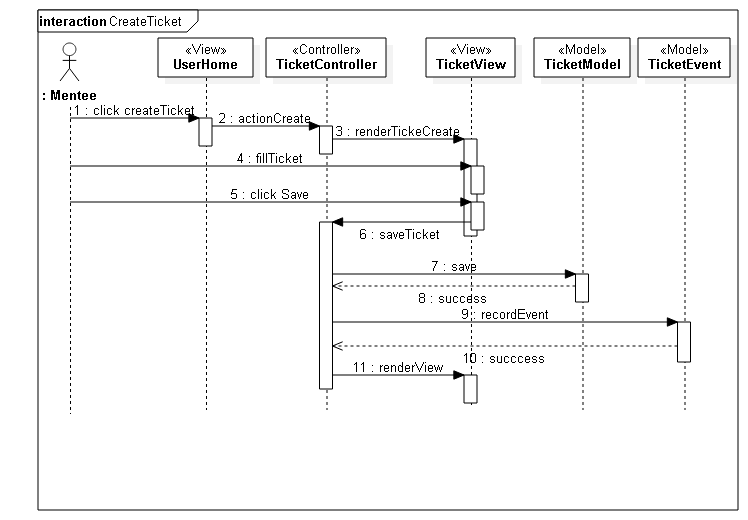 interaction CreateTicket
«View»
UserHome
«Controller»
TicketController
«View»
TicketView
«Model»
TicketModel
«Model»
TicketEvent
: Mentee
1 : click createTicket
2 : actionCreate
3 : renderTickeCreate
4 : fillTicket
5 : click Save
6 : saveTicket
7 : save
8 : success
9 : recordEvent
10 : succcess
11 : renderView